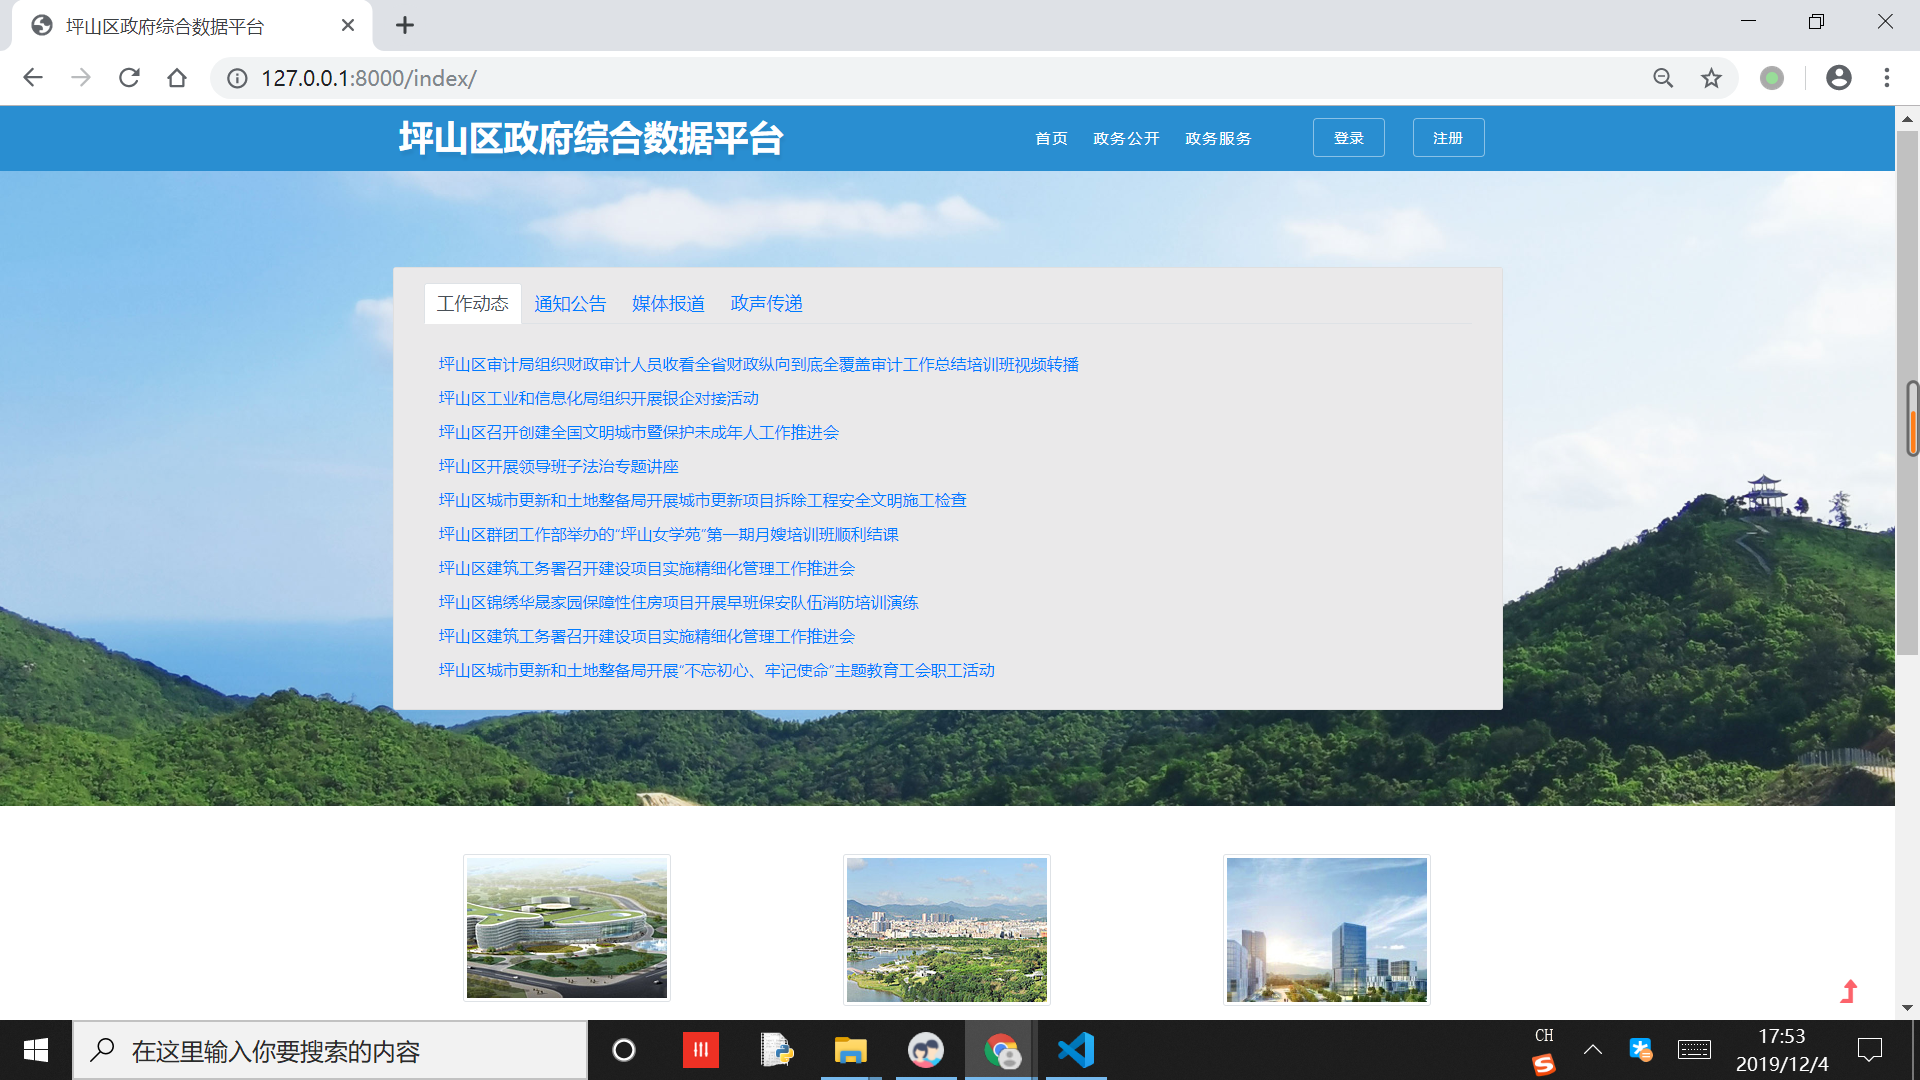 坪山区政府综合数据平台
127.0.0.1:8000/index/
坪山区政府综合数据平台
首页 政务公开 政务服务 登录 注册
工作动态 通知公告 媒体报道 政声传递
坪山区审计局组织财政审计人员收看全省财政纵向到底全覆盖审计工作总结培训班视频转播
坪山区工业和信息化局组织开展银企对接活动
坪山区召开创建全国文明城市暨保护未成年人工作推进会
坪山区开展领导班子法治专题讲座
坪山区城市更新和土地整备局开展城市更新项目拆除工程安全文明施工检查
坪山区群团工作部举办的“坪山女学苑”第一期月嫂培训班顺利结课
坪山区建筑工务署召开建设项目实施精细化管理工作推进会
坪山区锦绣华晟家园保障性住房项目开展早班保安队伍消防培训演练
坪山区建筑工务署召开建设项目实施精细化管理工作推进会
坪山区城市更新和土地整备局开展“不忘初心、牢记使命”主题教育工会职工活动
在这里输入你要搜索的内容
CH
17:53
2019/12/4